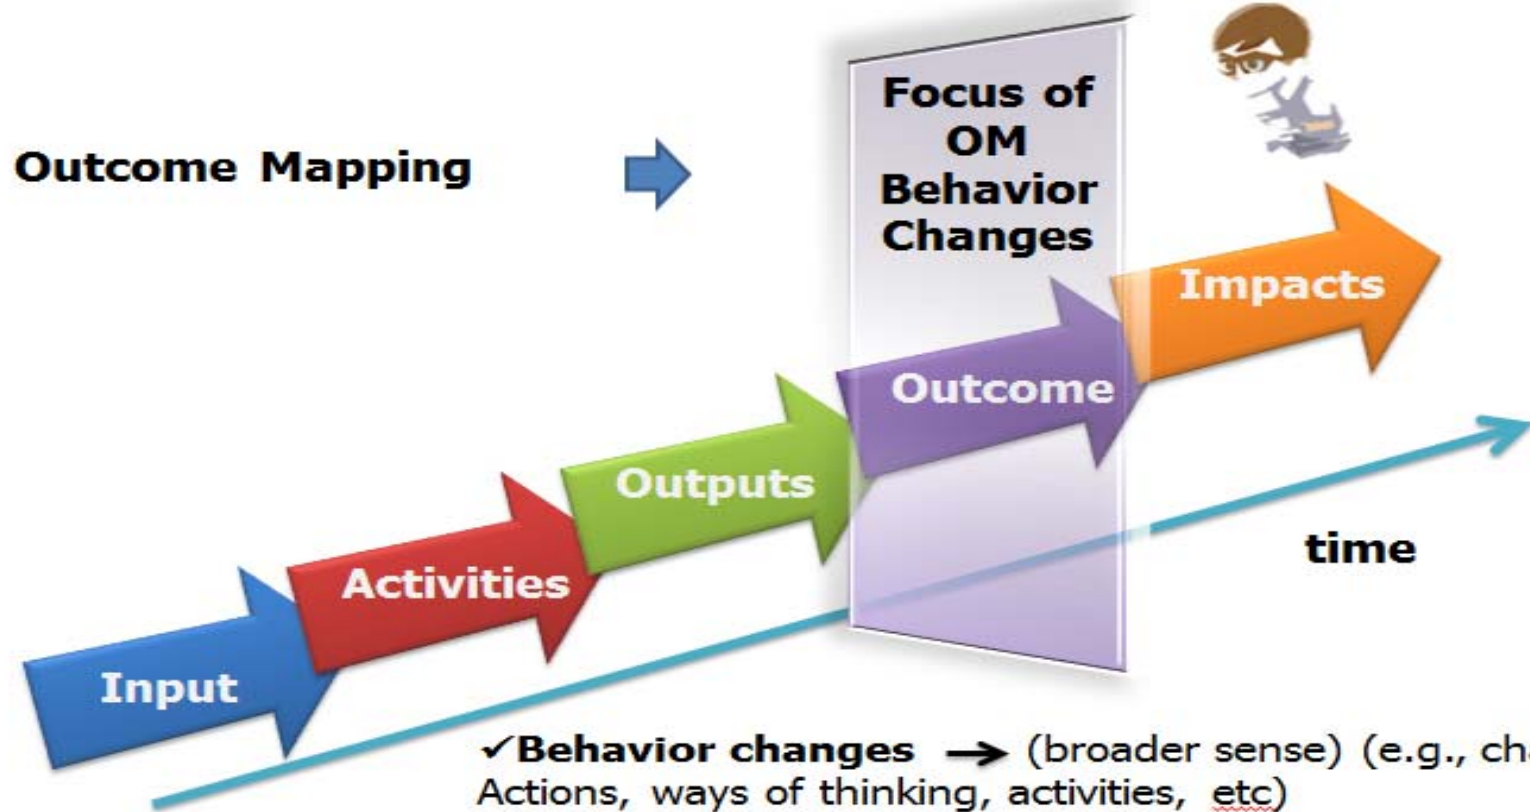 Outcome Mapping
Focus of
OM
Behavior
Changes
Impacts
Outcome
Outputs
Activities
Input
time
✓Behavior changes → (broader sense) (e.g.,
Actions, ways of thinking, activities, etc)